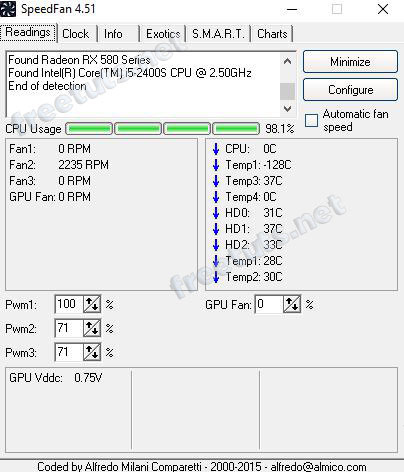 SpeedFan 4.51
Readings Clock Info Exotics S.M.A.R.T. Charts
Found Radeon RX 580 Series
Found Intel(R) Core(TM) i5-2400S CPU @ 2.50GHz
End of detection
Minimize
Configure
Automatic fan
speed
CPU Usage 98.1%
Fan1: 0 RPM
Fan2: 2235 RPM
Fan3: 0 RPM
GPU Fan: 0 RPM
CPU: 0C
Temp1: -128C
Temp3: 37C
Temp4: 0C
HD0: 31C
HD1: 37C
HD2: 33C
Temp1: 28C
Temp2: 30C
Pwm1: 100 %
Pwm2: 71 %
Pwm3: 71 %
GPU Fan: 0 %
GPU Vddc: 0.75V
Coded by Alfredo Milani Comparetti - 2000-2015 - alfredo@almico.com
freetuts.net
freetuts.net